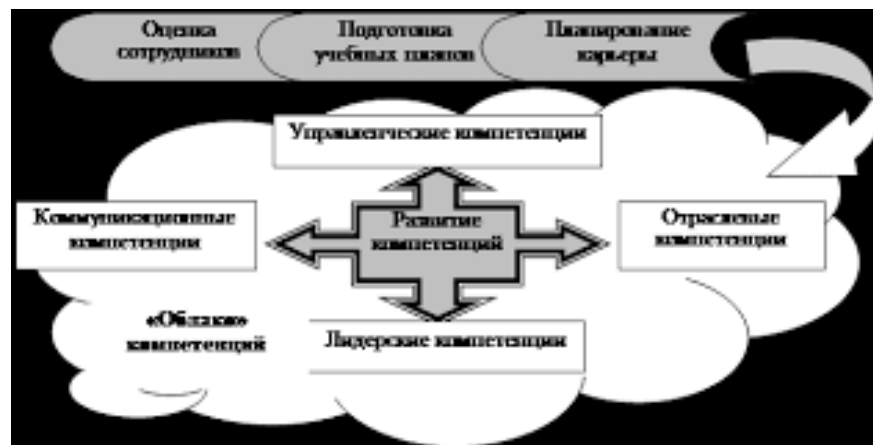 Оценка
сотрудников
Подготовка
учебных планов
Планирование
карьеры
Управленческие компетенции
Коммуникационные
компетенции
Развитие
компетенций
Отраслевые
компетенции
«Облако»
компетенций
Лидерские компетенции